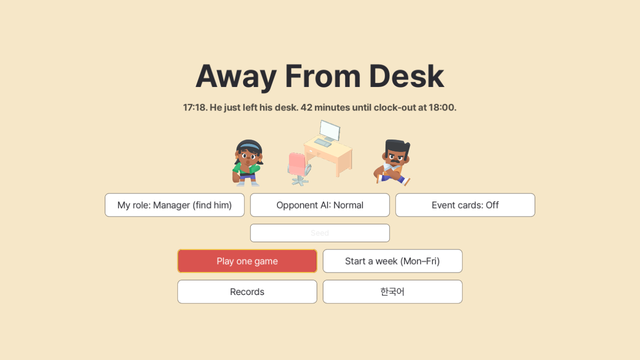 Away From Desk
17:18. He just left his desk. 42 minutes until clock-out at 18:00.
My role: Manager (find him)
Opponent AI: Normal
Event cards: Off
Play one game
Start a week (Mon–Fri)
Records
한국어